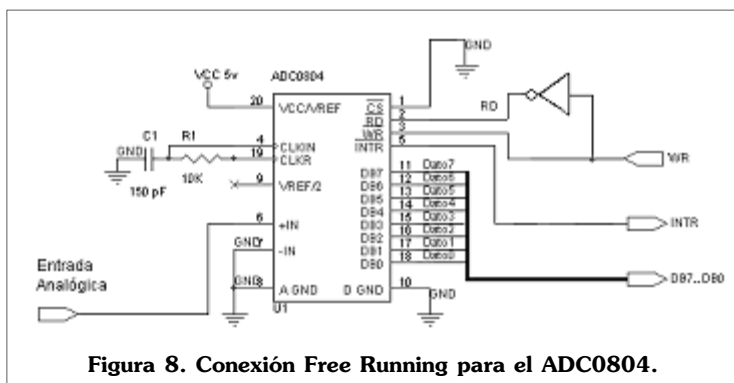 GND
ADC0804
VCC 5v
20
VCC/VREF
CS
1
RD
2
WR
3
INTR
5
RD
WR
INTR
C1
R1
GND
150 pF
10K
4
CLKIN
19
CLKR
9
VREF/2
DB7
11
Dato7
DB6
12
Dato6
DB5
13
Dato5
DB4
14
Dato4
DB3
15
Dato3
DB2
16
Dato2
DB1
17
Dato1
DB0
18
Dato0
DB7..DB0
6
+IN
GND
7
-IN
GND
8
A GND
D GND
10
GND
U1
Entrada
Analógica
Figura 8. Conexión Free Running para el ADC0804.